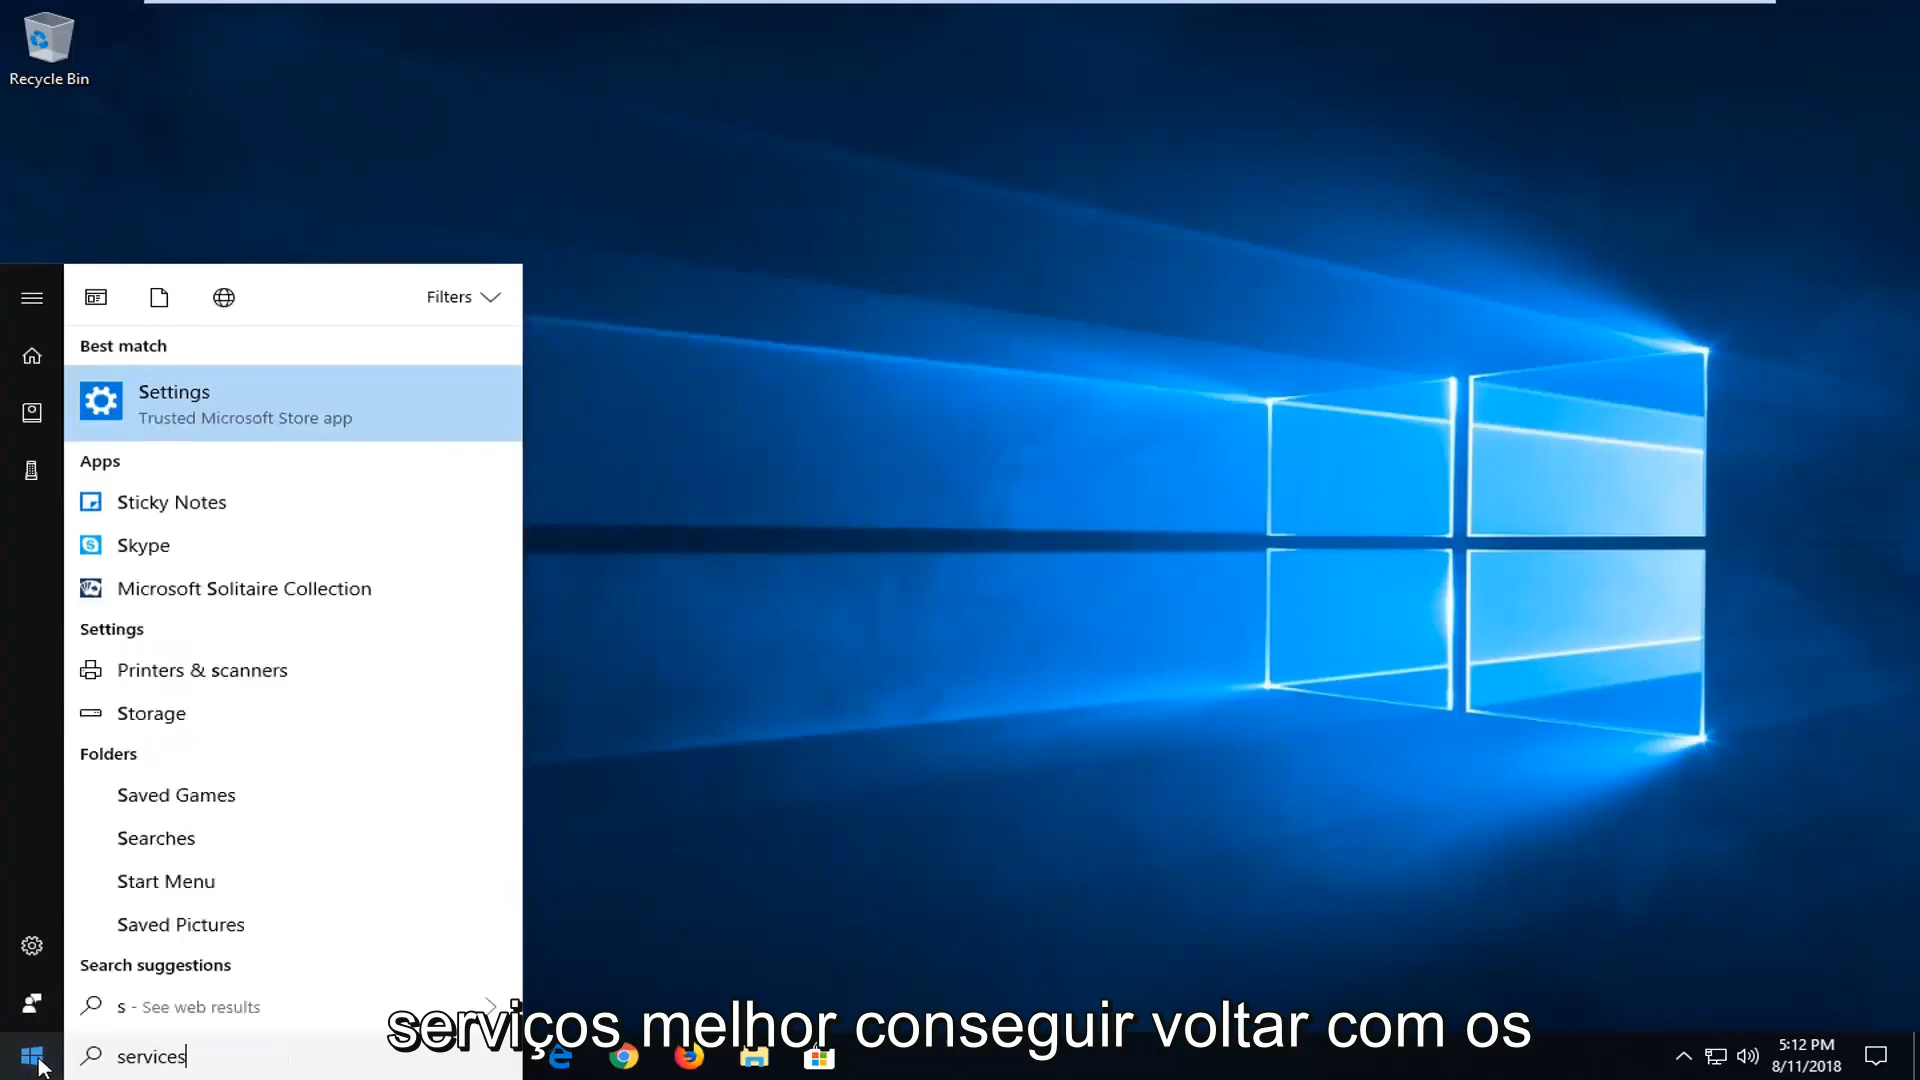 Recycle Bin
Filters
Best match
Settings
Trusted Microsoft Store app
Apps
Sticky Notes
Skype
Microsoft Solitaire Collection
Settings
Printers & scanners
Storage
Folders
Saved Games
Searches
Start Menu
Saved Pictures
Search suggestions
s - See web results
serviços melhor conseguir voltar com os
services
5:12 PM
8/11/2018